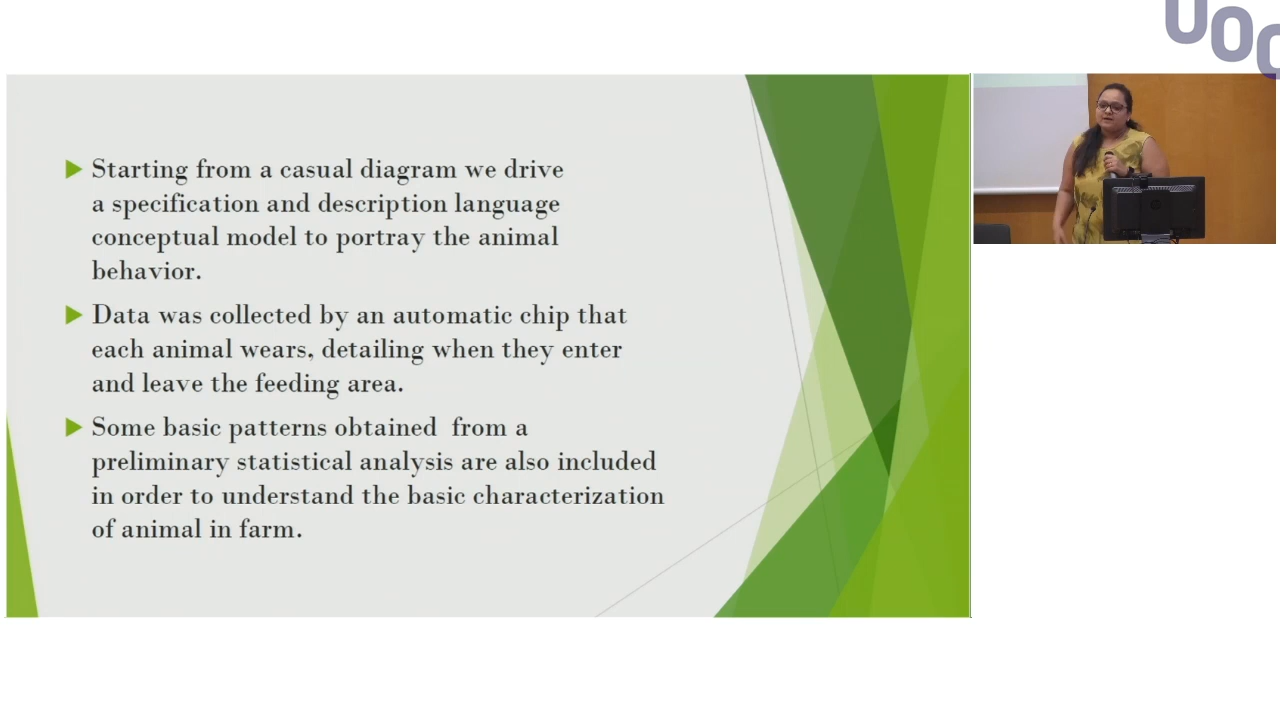 UOC
Starting from a casual diagram we drive
a specification and description language
conceptual model to portray the animal
behavior.
Data was collected by an automatic chip that
each animal wears, detailing when they enter
and leave the feeding area.
Some basic patterns obtained from a
preliminary statistical analysis are also included
in order to understand the basic characterization
of animal in farm.